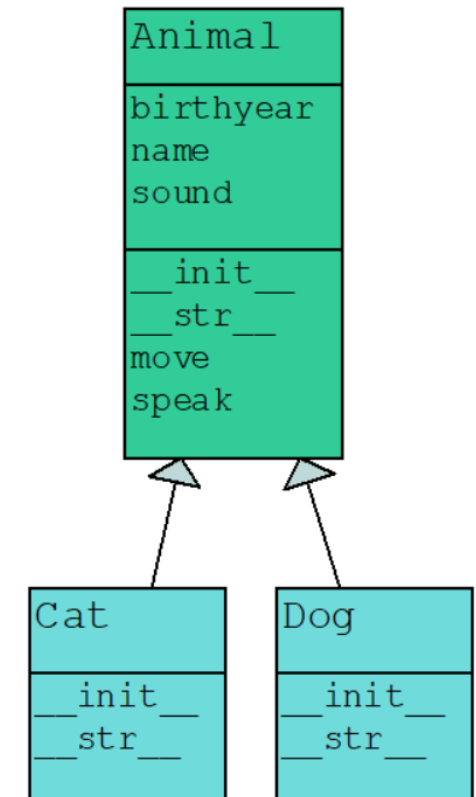 Animal
birthyear
name
sound
__init__
__str__
move
speak
Cat
__init__
__str__
Dog
__init__
__str__